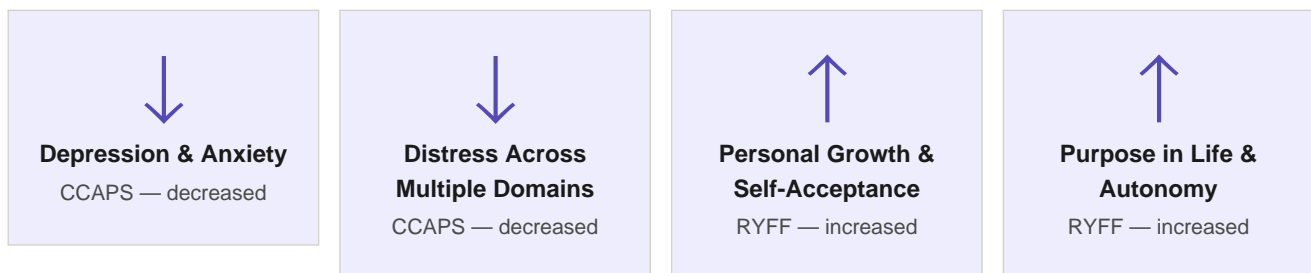 Depression & Anxiety
CCAPS — decreased
Distress Across
Multiple Domains
CCAPS — decreased
Personal Growth &
Self-Acceptance
RYFF — increased
Purpose in Life &
Autonomy
RYFF — increased